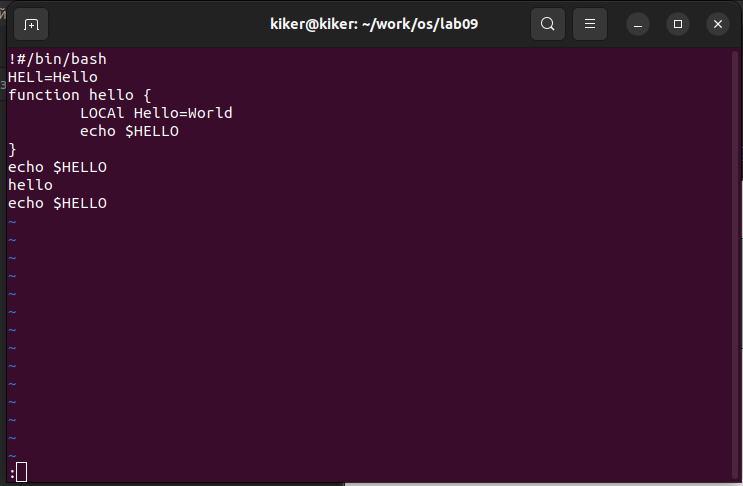 kiker@kiker: ~/work/os/lab09
!#/bin/bash
HELl=Hello
function hello {
        LOCAl Hello=World
        echo $HELLO
}
echo $HELLO
hello
echo $HELLO
~
~
~
~
~
~
~
~
~
~
~
~
~
~
: